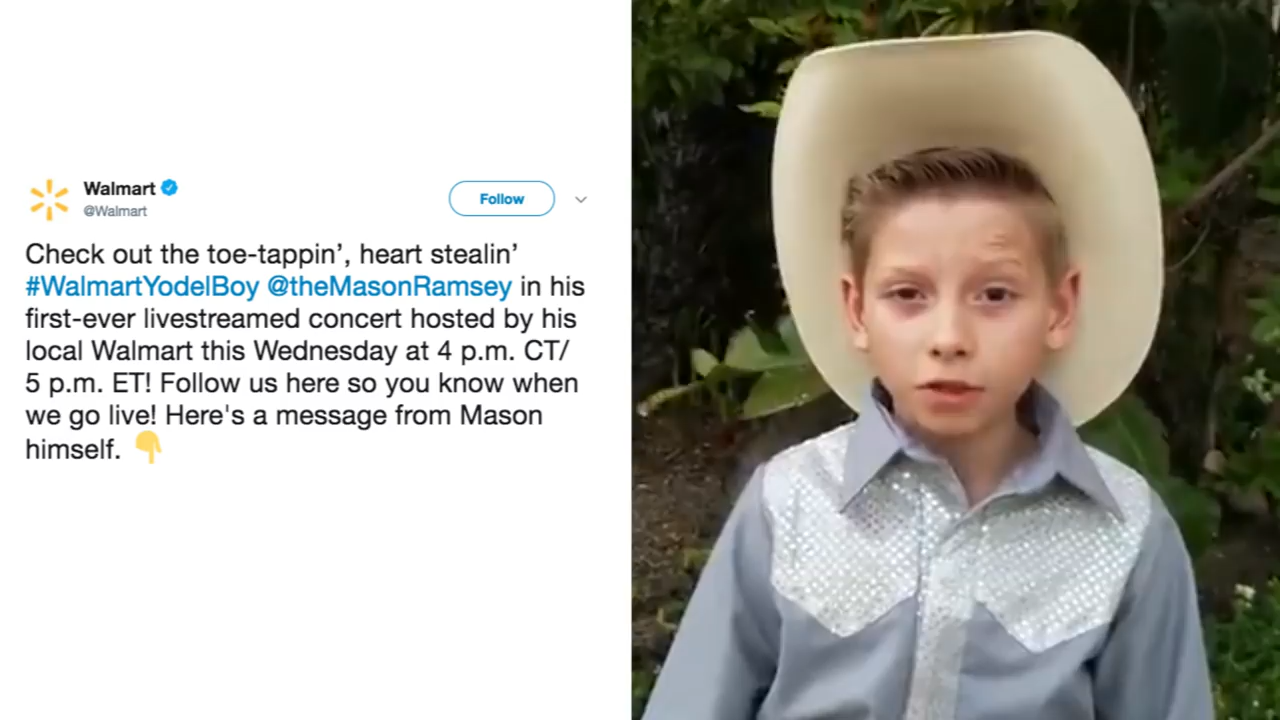 Walmart
@Walmart
Follow
Check out the toe-tappin’, heart stealin’
#WalmartYodelBoy @theMasonRamsey in his
first-ever livestreamed concert hosted by his
local Walmart this Wednesday at 4 p.m. CT/
5 p.m. ET! Follow us here so you know when
we go live! Here's a message from Mason
himself. 👇